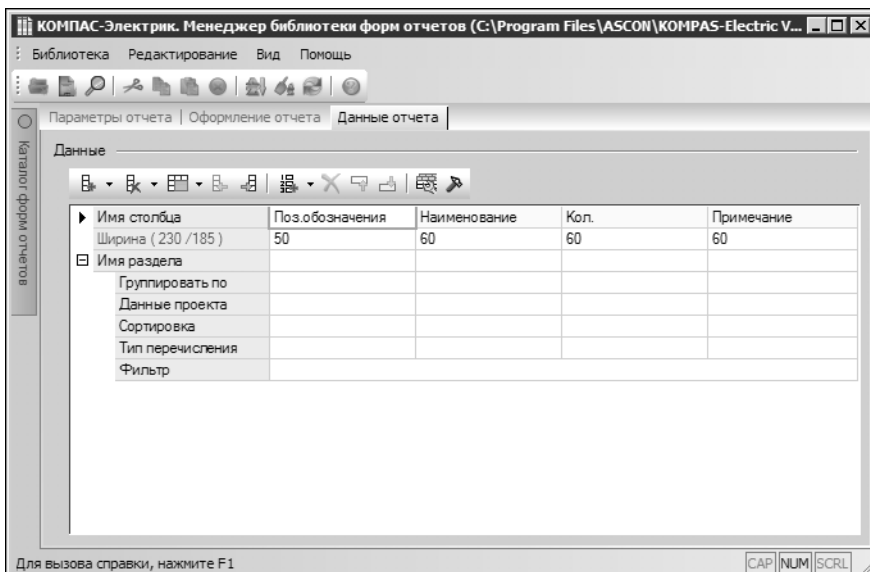 КОМПАС-Электрик. Менеджер библиотеки форм отчетов (C:\Program Files\ASCON\KOMPAS-Electric V...
Библиотека Редактирование Вид Помощь
Каталог форм отчетов
Параметры отчета Оформление отчета Данные отчета
Данные
Имя столбца Поз.обозначения Наименование Кол. Примечание
Ширина ( 230 /185 ) 50 60 60 60
Имя раздела
Группировать по
Данные проекта
Сортировка
Тип перечисления
Фильтр
Для вызова справки, нажмите F1 CAP NUM SCRL